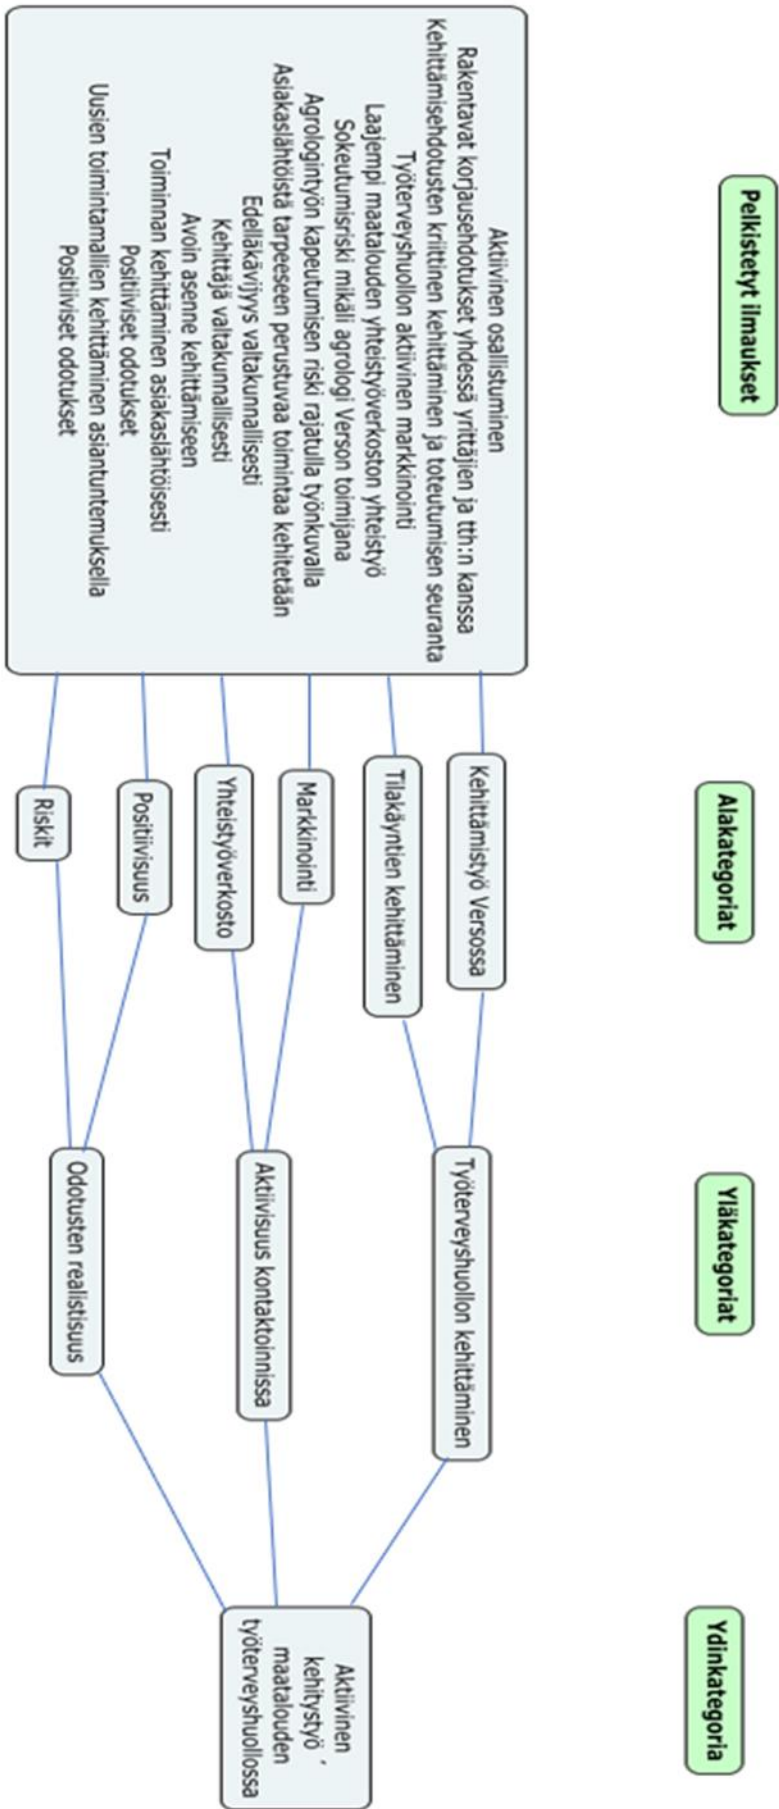 Pelkistetyt ilmaukset
Alakategoriat
Yläkategoriat
Ydinkategoria
Aktiivinen osallistuminen
Rakentavat korjausehdotukset yhdessä yrittäjien ja tth:n kanssa
Kehittämisehdotusten kriittinen kehittäminen ja toteutumisen seuranta
Työterveyshuollon aktiivinen markkinointi
Laajempi maatalouden yhteistyöverkoston yhteistyö
Sokeutumisriski mikäli agrologi Verson toimijana
Agrologintyön kapeutumisen riski rajatulla työnkuvalla
Asiakaslähtöistä tarpeeseen perustuvaa toimintaa kehitetään
Edelläkävijyys valtakunnallisesti
Kehittäjä valtakunnallisesti
Avoin asenne kehittämiseen
Toiminnan kehittäminen asiakaslähtöisesti
Positiiviset odotukset
Uusien toimintamallien kehittäminen asiantuntemuksella
Positiiviset odotukset
Kehittämistyö Versossa
Tilakäyntien kehittäminen
Markkinointi
Yhteistyöverkosto
Positiivisuus
Riskit
Työterveyshuollon kehittäminen
Aktiivisuus kontaktoinnissa
Odotusten realistisuus
Aktiivinen
kehitystyö ´
maatalouden
työterveyshuollossa